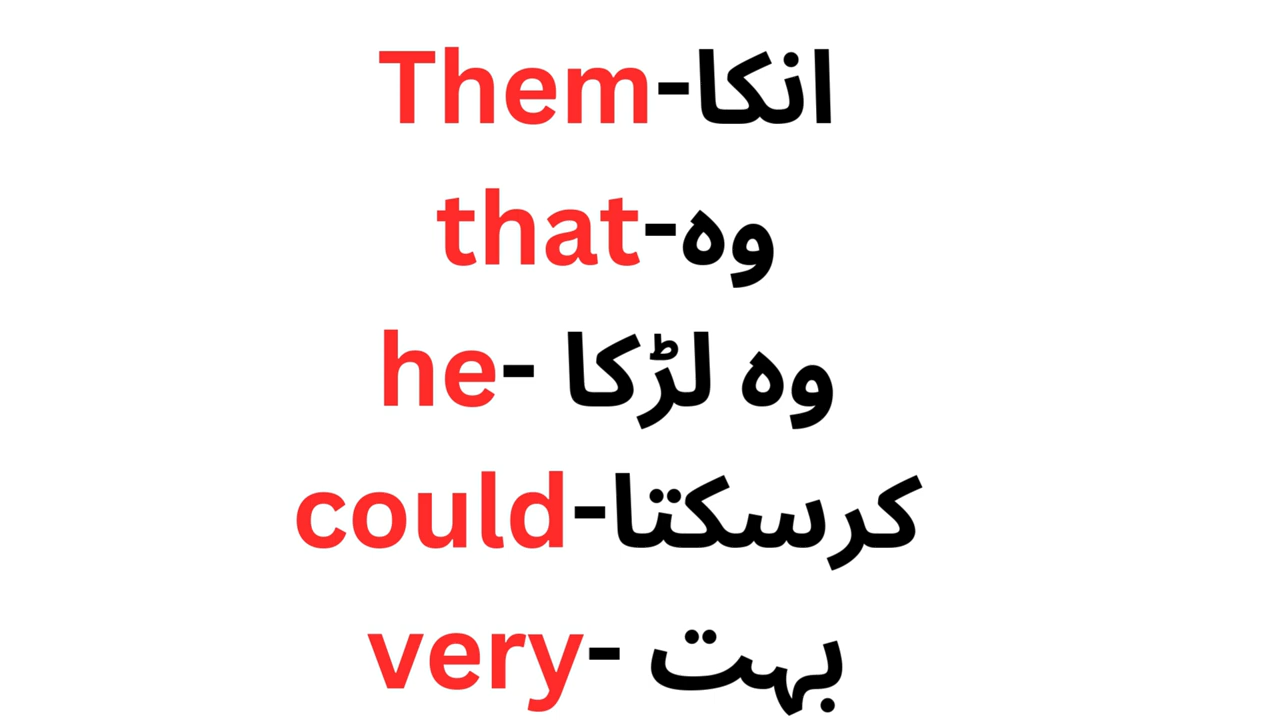 Them-انکا
that-وہ
he- وہ لڑکا
could-کرسکتا
very- بہت